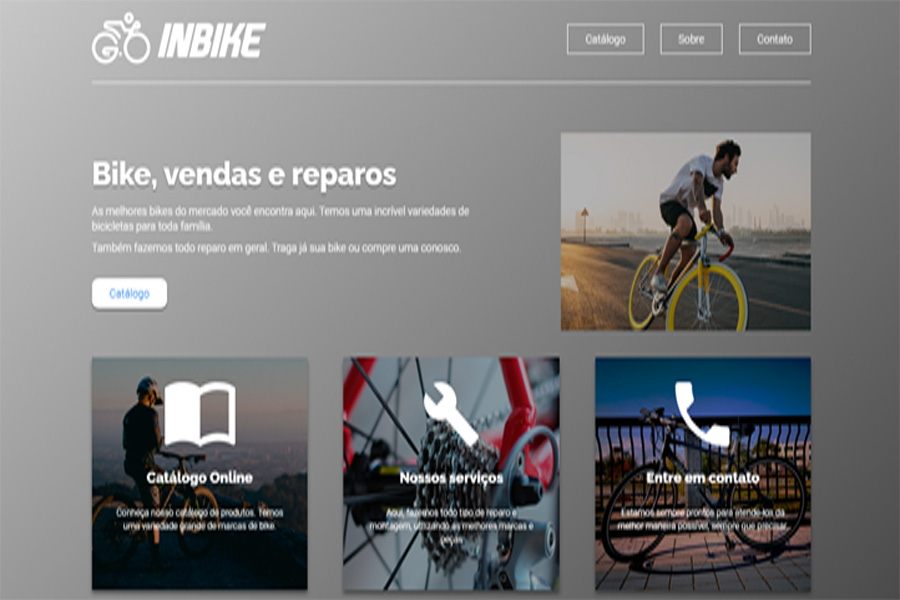 INBIKE
Catálogo
Sobre
Contato
Bike, vendas e reparos
As melhores bikes do mercado você encontra aqui. Temos uma incrível variedades de
bicicletas para toda família.
Também fazemos todo reparo em geral. Traga já sua bike ou compre uma conosco.
Catálogo
Catálogo Online
Conheça nosso catálogo de produtos. Temos
uma variedade grande de marcas de bike.
Nossos serviços
Aqui, fazemos todo tipo de reparo e
montagem, utilizando as melhores marcas e
peças.
Entre em contato
Estamos sempre prontos para atende-los da
melhor maneira possível, sempre que precisar.